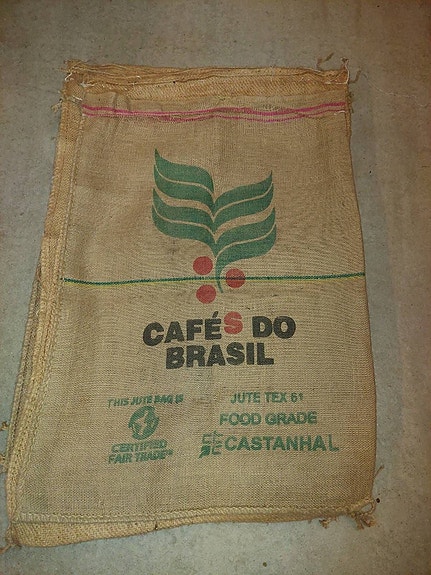 CAFÉS DO
BRASIL
THIS JUTE BAG IS
CERTIFIED
FAIR TRADE
JUTE TEX 61
FOOD GRADE
CASTANHAL